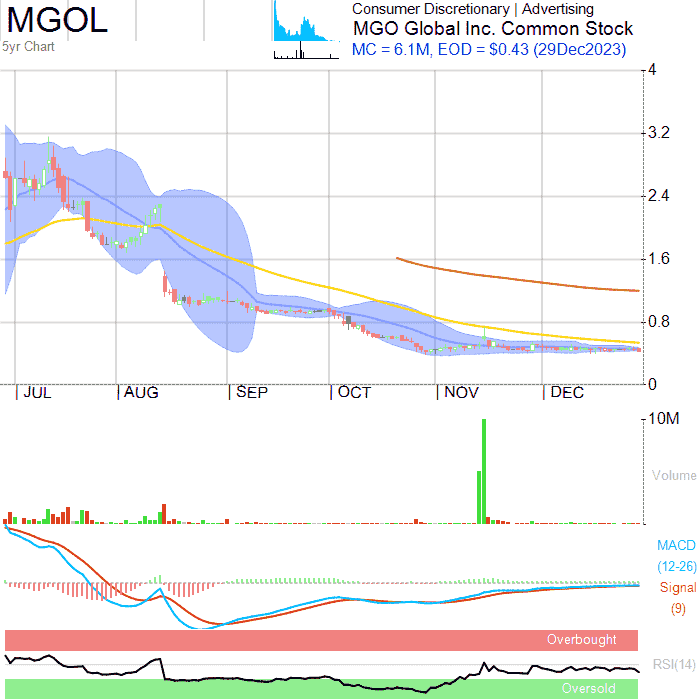 MGOL
5yr Chart
Consumer Discretionary | Advertising
MGO Global Inc. Common Stock
MC = 6.1M, EOD = $0.43 (29Dec2023)
4
3.2
2.4
1.6
0.8
0
JUL AUG SEP OCT NOV DEC
10M
Volume
MACD
(12-26)
Signal
(9)
Overbought
RSI(14)
Oversold